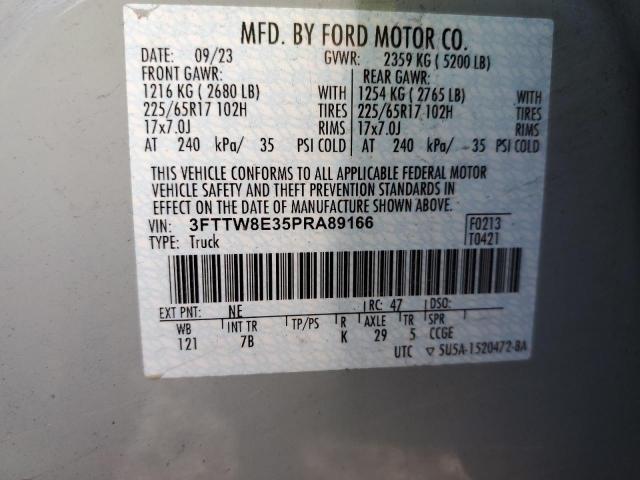 MFD. BY FORD MOTOR CO.
DATE: 09/23 GVWR: 2359 KG ( 5200 LB)
FRONT GAWR: REAR GAWR:
1216 KG ( 2680 LB) WITH 1254 KG ( 2765 LB) WITH
225/65R17 102H TIRES 225/65R17 102H TIRES
17x7.0J RIMS 17x7.0J RIMS
AT 240 kPa/ 35 PSI COLD AT 240 kPa/ 35 PSI COLD
THIS VEHICLE CONFORMS TO ALL APPLICABLE FEDERAL MOTOR
VEHICLE SAFETY AND THEFT PREVENTION STANDARDS IN
EFFECT ON THE DATE OF MANUFACTURE SHOWN ABOVE.
VIN: 3FTTW8E35PRA89166 F0213
TYPE: Truck T0421
EXT PNT: NE RC: 47 DSO:
WB INT TR TP/PS R AXLE TR SPR
121 7B K 29 5 CCGE
UTC ▽ 5U5A-1520472-BA